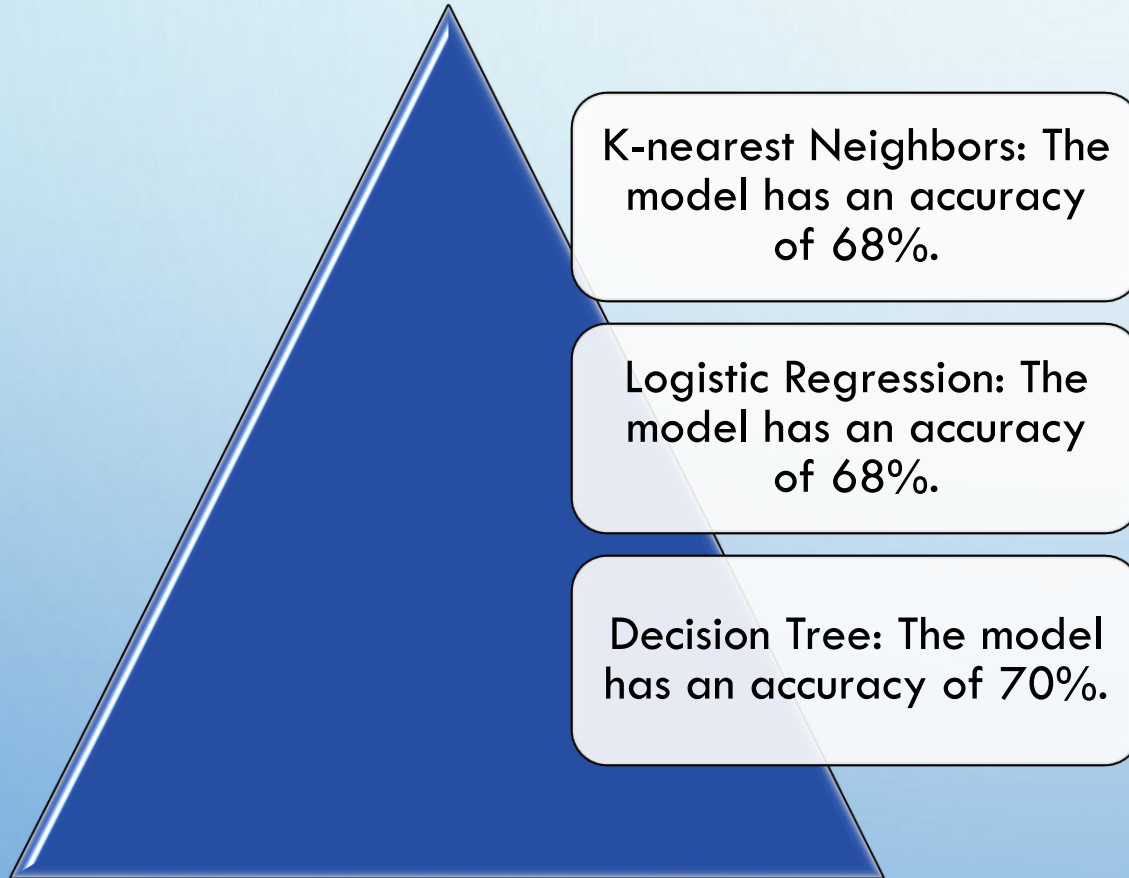 K-nearest Neighbors: The
model has an accuracy
of 68%.
Logistic Regression: The
model has an accuracy
of 68%.
Decision Tree: The model
has an accuracy of 70%.